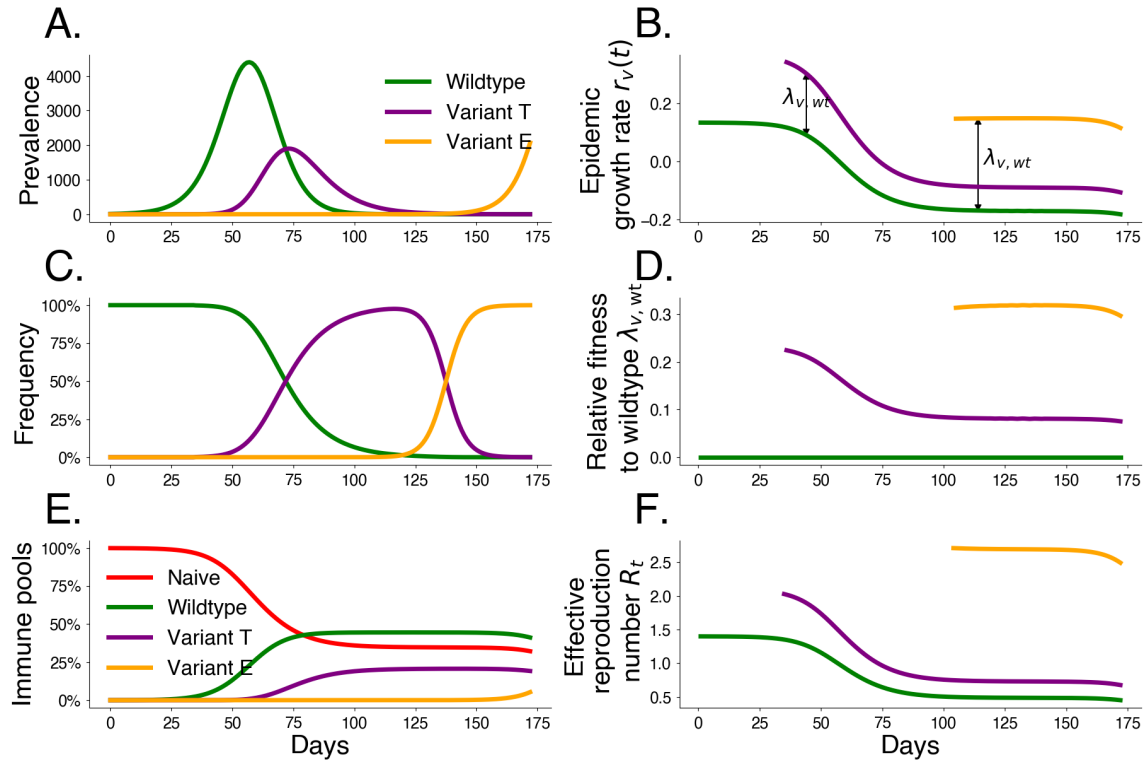 A.
Prevalence
4000
3000
2000
1000
0
Wildtype
Variant T
Variant E
0 25 50 75 100 125 150 175
B.
Epidemic
growth rate r_v(t)
0.2
0.0
−0.2
λ_{v, wt}
λ_{v, wt}
0 25 50 75 100 125 150 175
C.
Frequency
100%
75%
50%
25%
0%
0 25 50 75 100 125 150 175
D.
Relative fitness
to wildtype λ_{v, wt}
0.3
0.2
0.1
0.0
0 25 50 75 100 125 150 175
E.
Immune pools
100%
75%
50%
25%
0%
Naive
Wildtype
Variant T
Variant E
0 25 50 75 100 125 150 175
Days
F.
Effective
reproduction
number R_t
2.5
2.0
1.5
1.0
0.5
0 25 50 75 100 125 150 175
Days